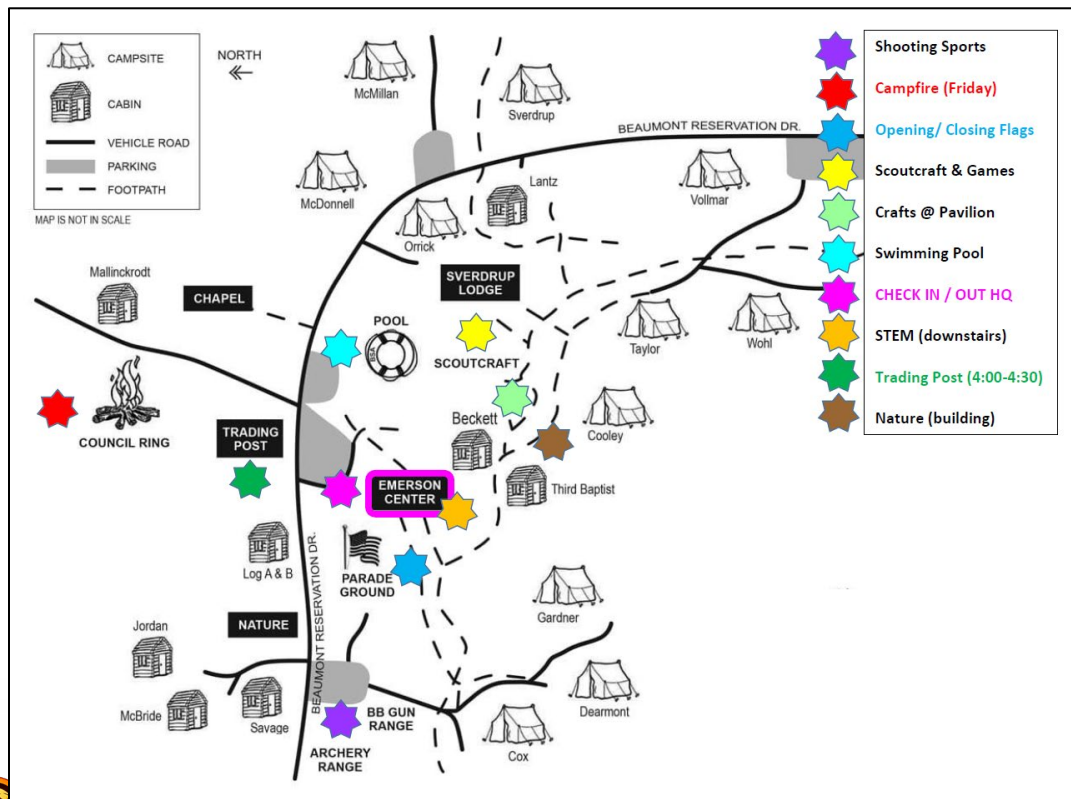 CAMPSITE
CABIN
VEHICLE ROAD
PARKING
FOOTPATH
MAP IS NOT IN SCALE
NORTH
McMillan
Sverdrup
BEAUMONT RESERVATION DR.
McDonnell
Orrick
Lantz
Vollmar
Mallinckrodt
CHAPEL
SVERDRUP
LODGE
POOL
BSA
SCOUTCRAFT
Taylor
Wohl
COUNCIL RING
TRADING
POST
Beckett
Cooley
EMERSON
CENTER
Third Baptist
Log A & B
PARADE
GROUND
BEAUMONT RESERVATION DR.
Gardner
NATURE
Jordan
McBride
Savage
BB GUN
RANGE
ARCHERY
RANGE
Cox
Dearmont
Shooting Sports
Campfire (Friday)
Opening/ Closing Flags
Scoutcraft & Games
Crafts @ Pavilion
Swimming Pool
CHECK IN / OUT HQ
STEM (downstairs)
Trading Post (4:00-4:30)
Nature (building)